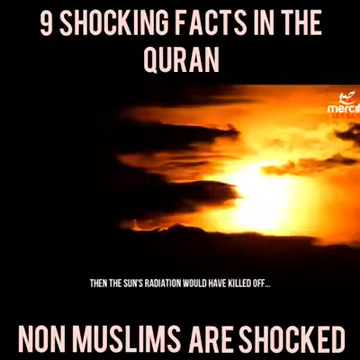 9 SHOCKING FACTS IN THE
QURAN
THEN THE SUN'S RADIATION WOULD HAVE KILLED OFF...
NON MUSLIMS ARE SHOCKED